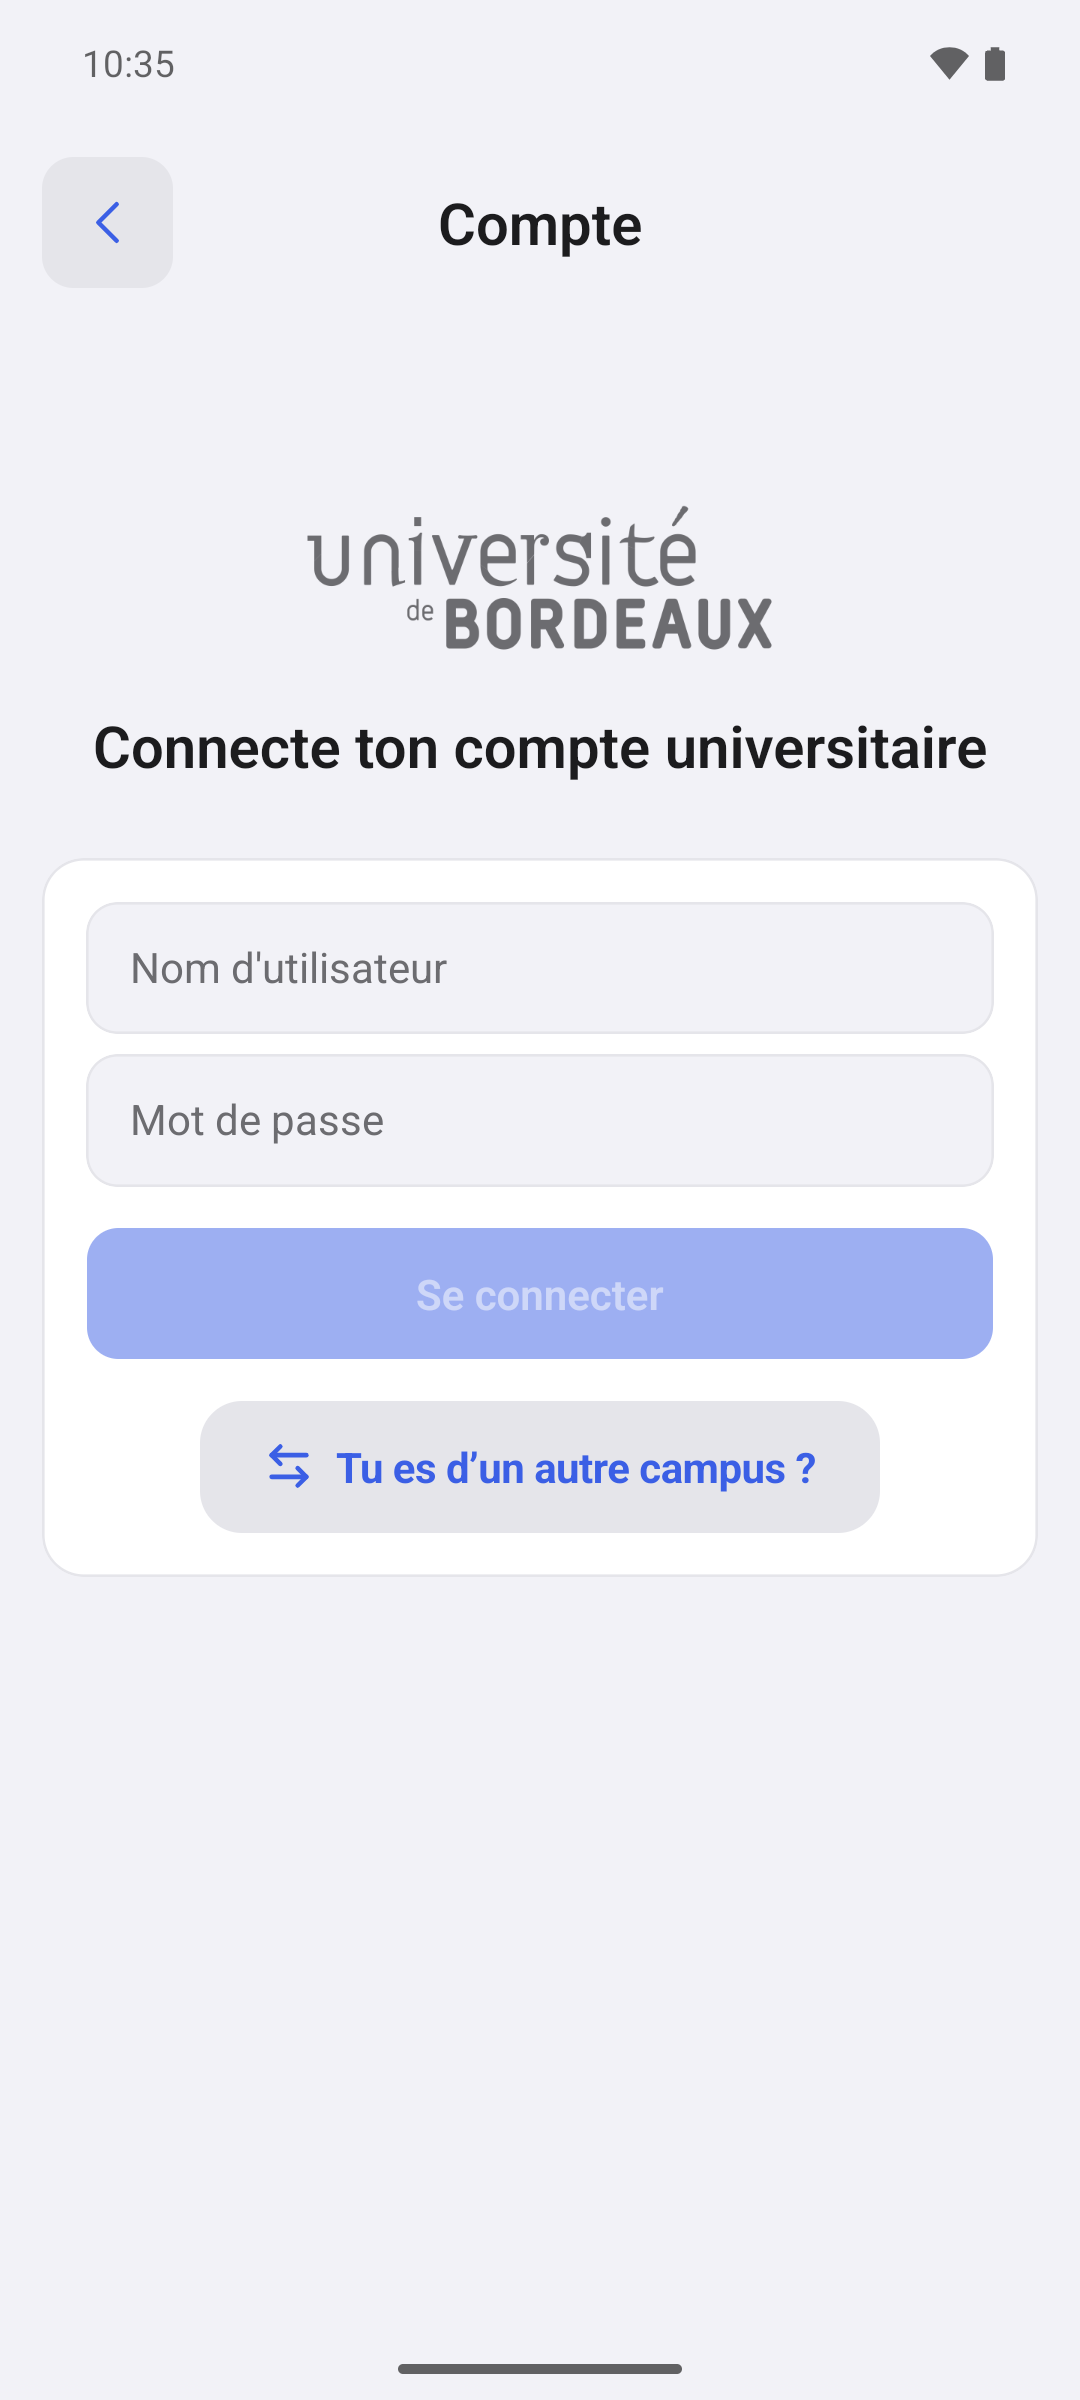 10:35
Compte
université
de BORDEAUX
Connecte ton compte universitaire
Nom d'utilisateur
Mot de passe
Se connecter
Tu es d’un autre campus ?